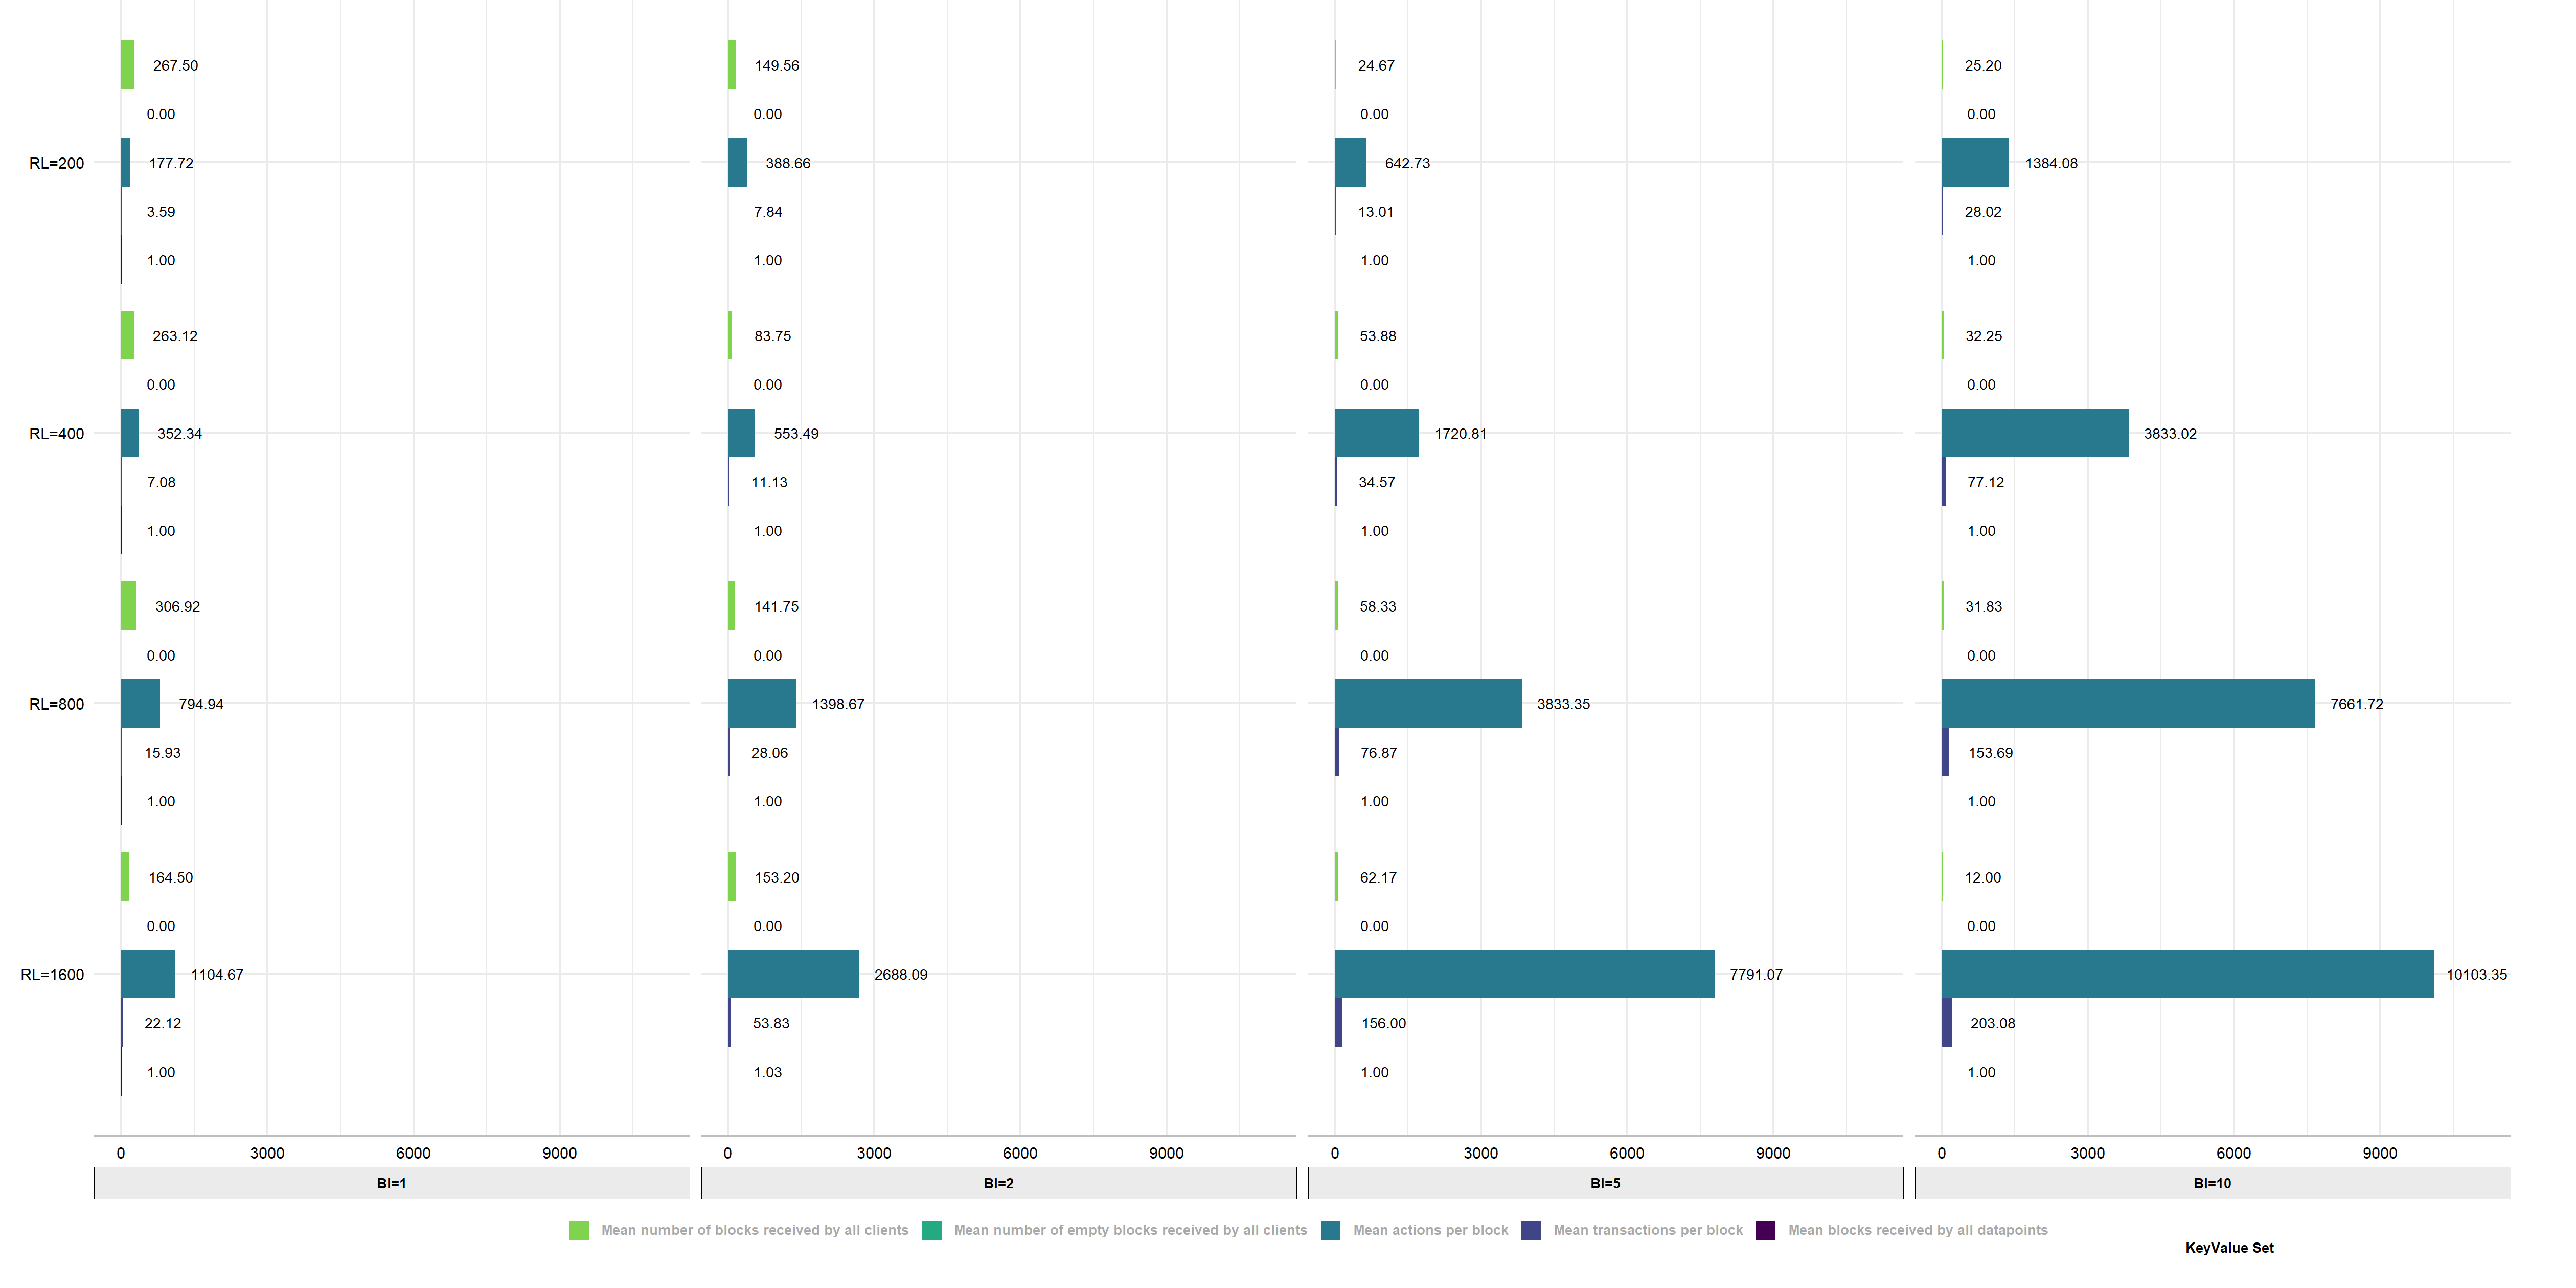 267.50 149.56 24.67 25.20
0.00 0.00 0.00 0.00
RL=200 177.72 388.66 642.73 1384.08
3.59 7.84 13.01 28.02
1.00 1.00 1.00 1.00
263.12 83.75 53.88 32.25
0.00 0.00 0.00 0.00
RL=400 352.34 553.49 1720.81 3833.02
7.08 11.13 34.57 77.12
1.00 1.00 1.00 1.00
306.92 141.75 58.33 31.83
0.00 0.00 0.00 0.00
RL=800 794.94 1398.67 3833.35 7661.72
15.93 28.06 76.87 153.69
1.00 1.00 1.00 1.00
164.50 153.20 62.17 12.00
0.00 0.00 0.00 0.00
RL=1600 1104.67 2688.09 7791.07 10103.35
22.12 53.83 156.00 203.08
1.00 1.03 1.00 1.00
0 3000 6000 9000 0 3000 6000 9000 0 3000 6000 9000 0 3000 6000 9000
BI=1 BI=2 BI=5 BI=10
Mean number of blocks received by all clients Mean number of empty blocks received by all clients Mean actions per block Mean transactions per block Mean blocks received by all datapoints
KeyValue Set